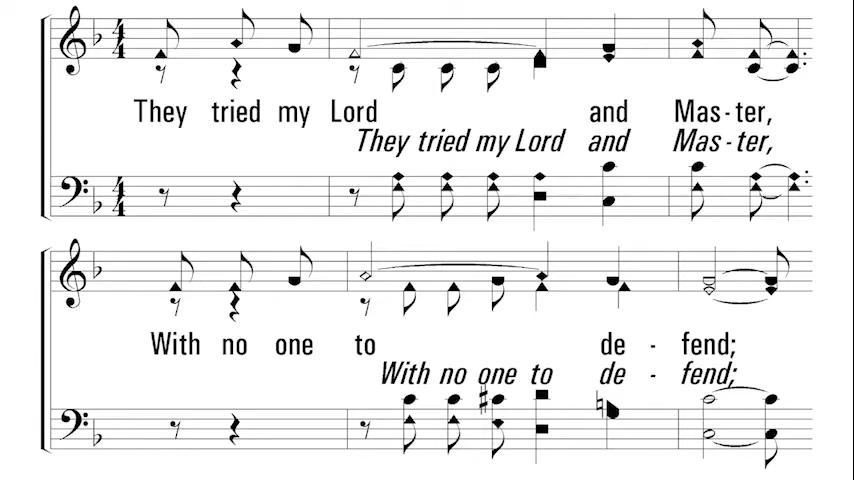 They tried my Lord and Mas-ter,
They tried my Lord and Mas-ter,
With no one to de-fend;
With no one to de-fend;